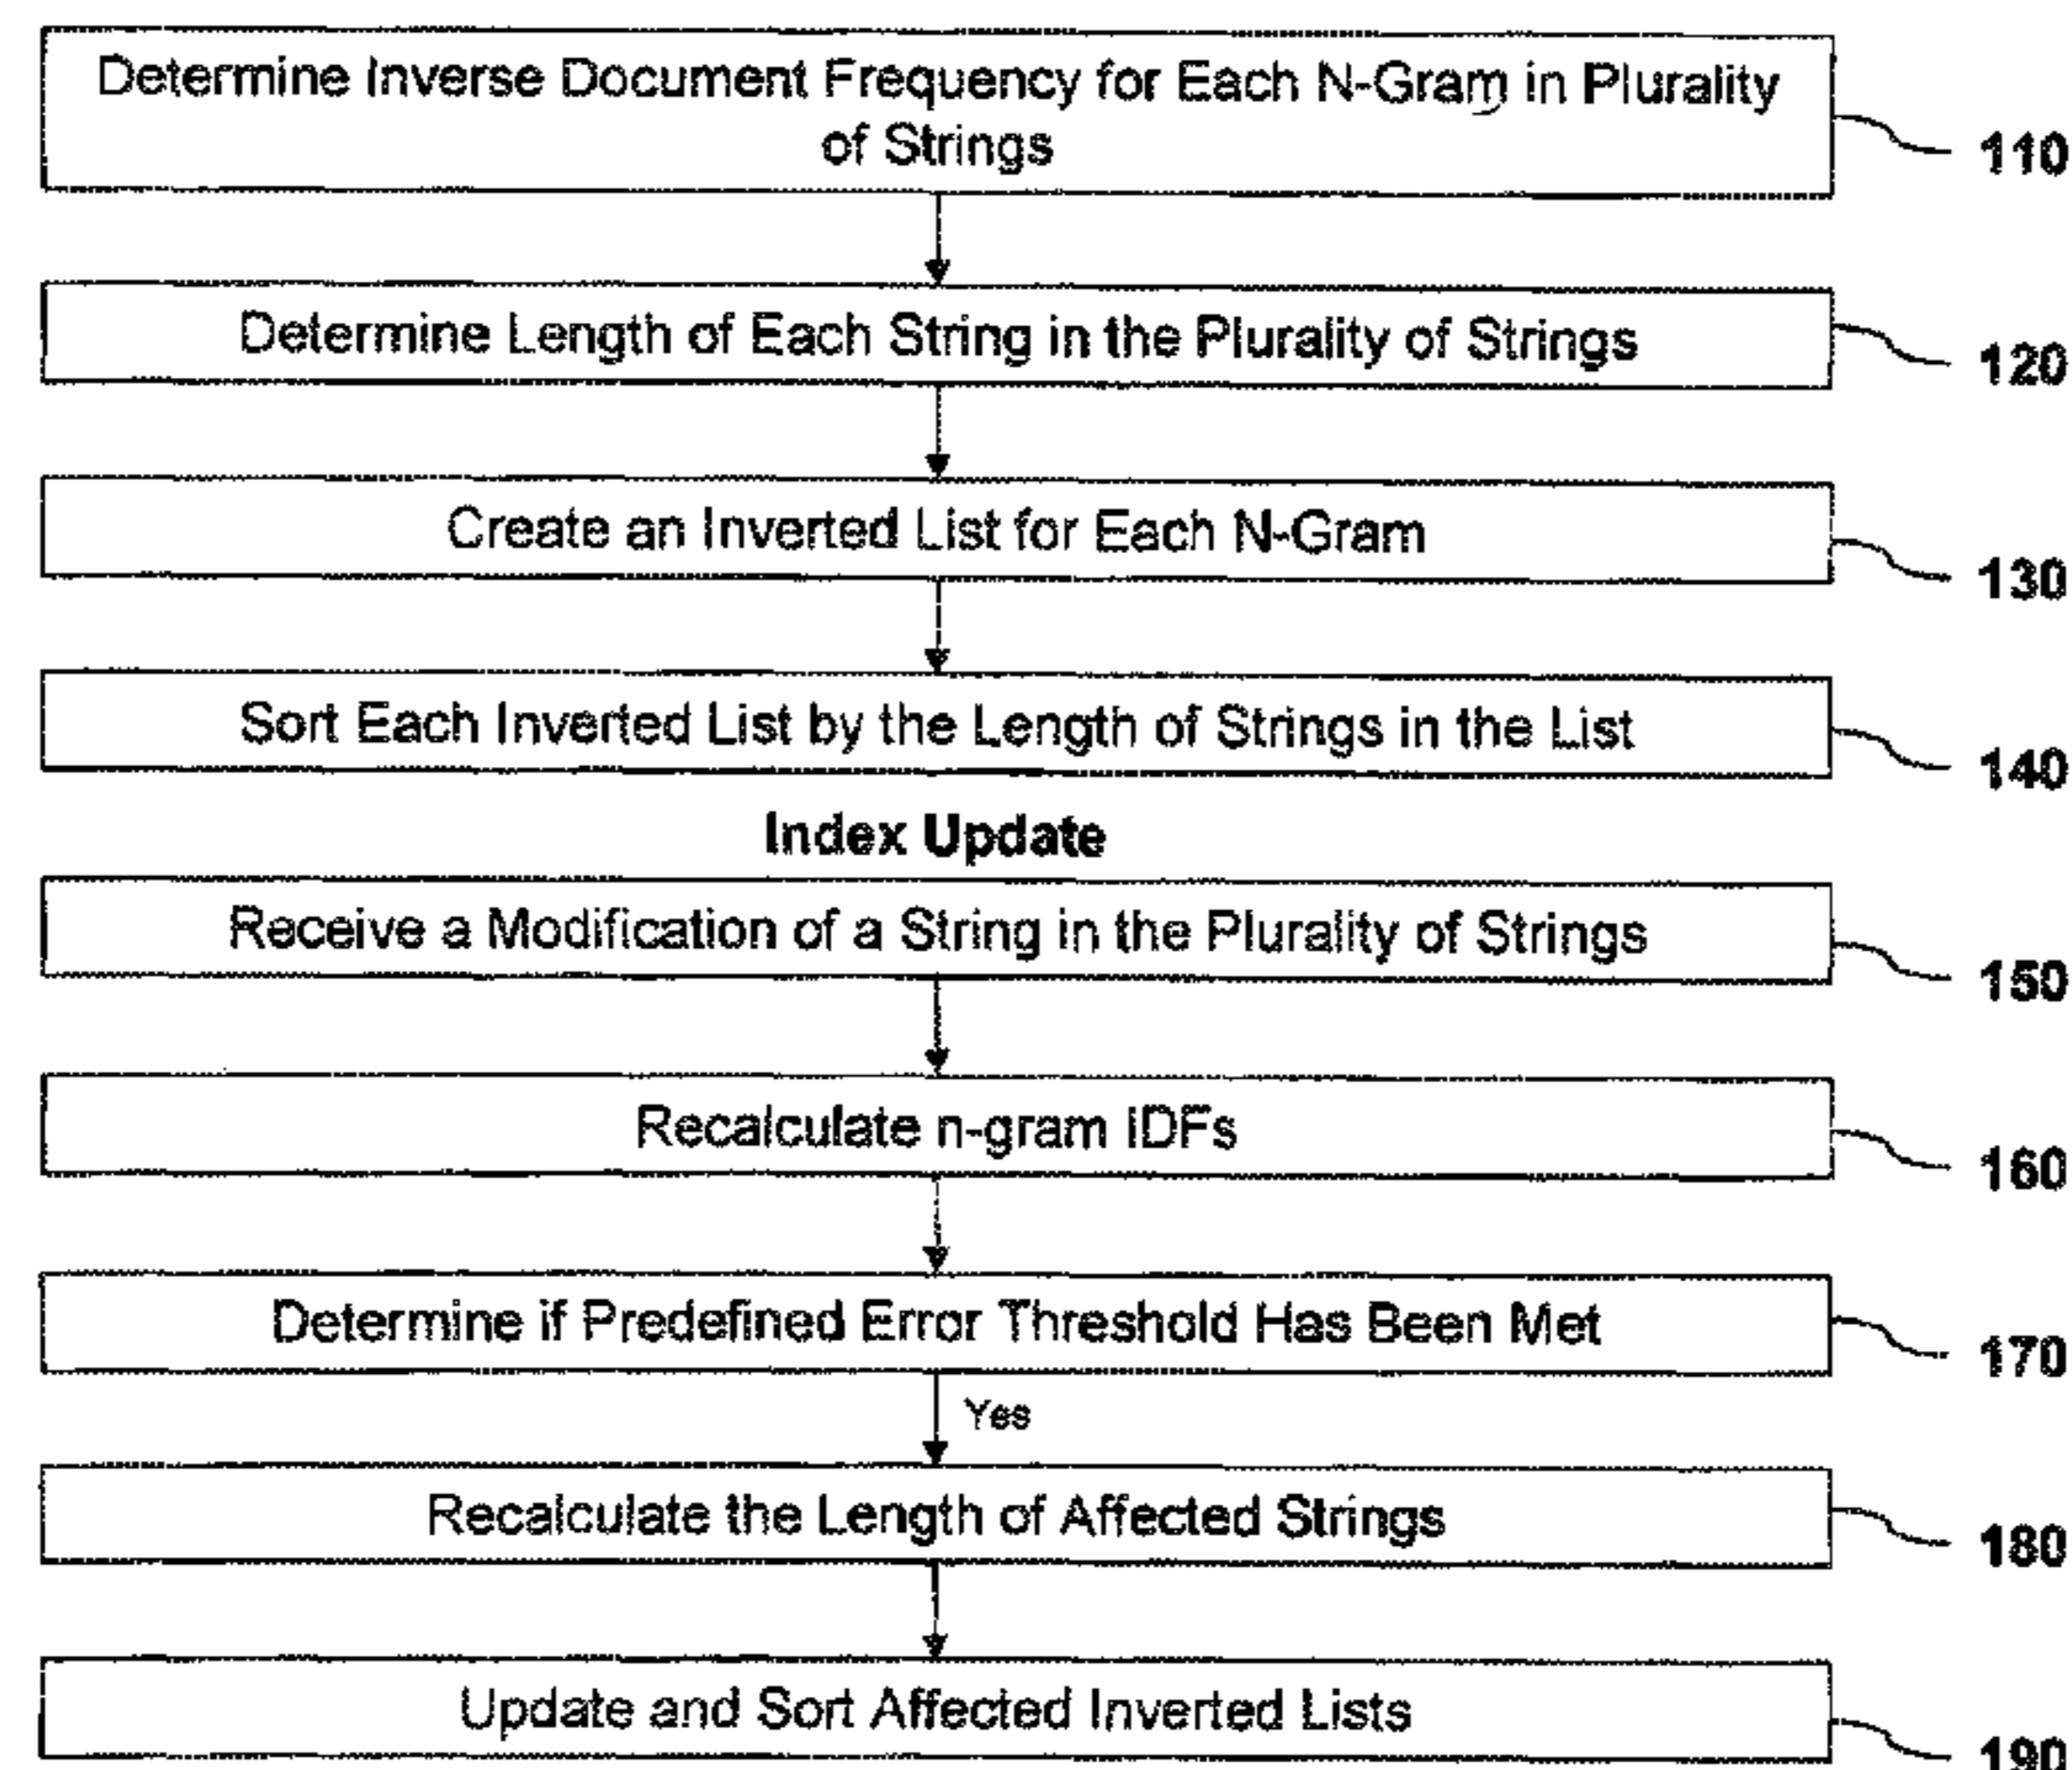 Determine Inverse Document Frequency for Each N-Gram in Plurality
of Strings
110
Determine Length of Each String in the Plurality of Strings
120
Create an Inverted List for Each N-Gram
130
Sort Each Inverted List by the Length of Strings in the List
140
Index Update
Receive a Modification of a String in the Plurality of Strings
150
Recalculate n-gram IDFs
160
Determine if Predefined Error Threshold Has Been Met
170
Yes
Recalculate the Length of Affected Strings
180
Update and Sort Affected Inverted Lists
190